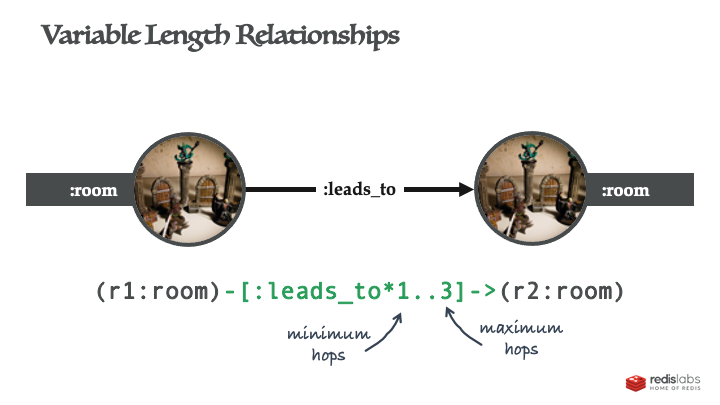 Variable Length Relationships
:room
:leads_to
:room
(r1:room)-[:leads_to*1..3]->(r2:room)
minimum
hops
maximum
hops
redislabs
HOME OF REDIS